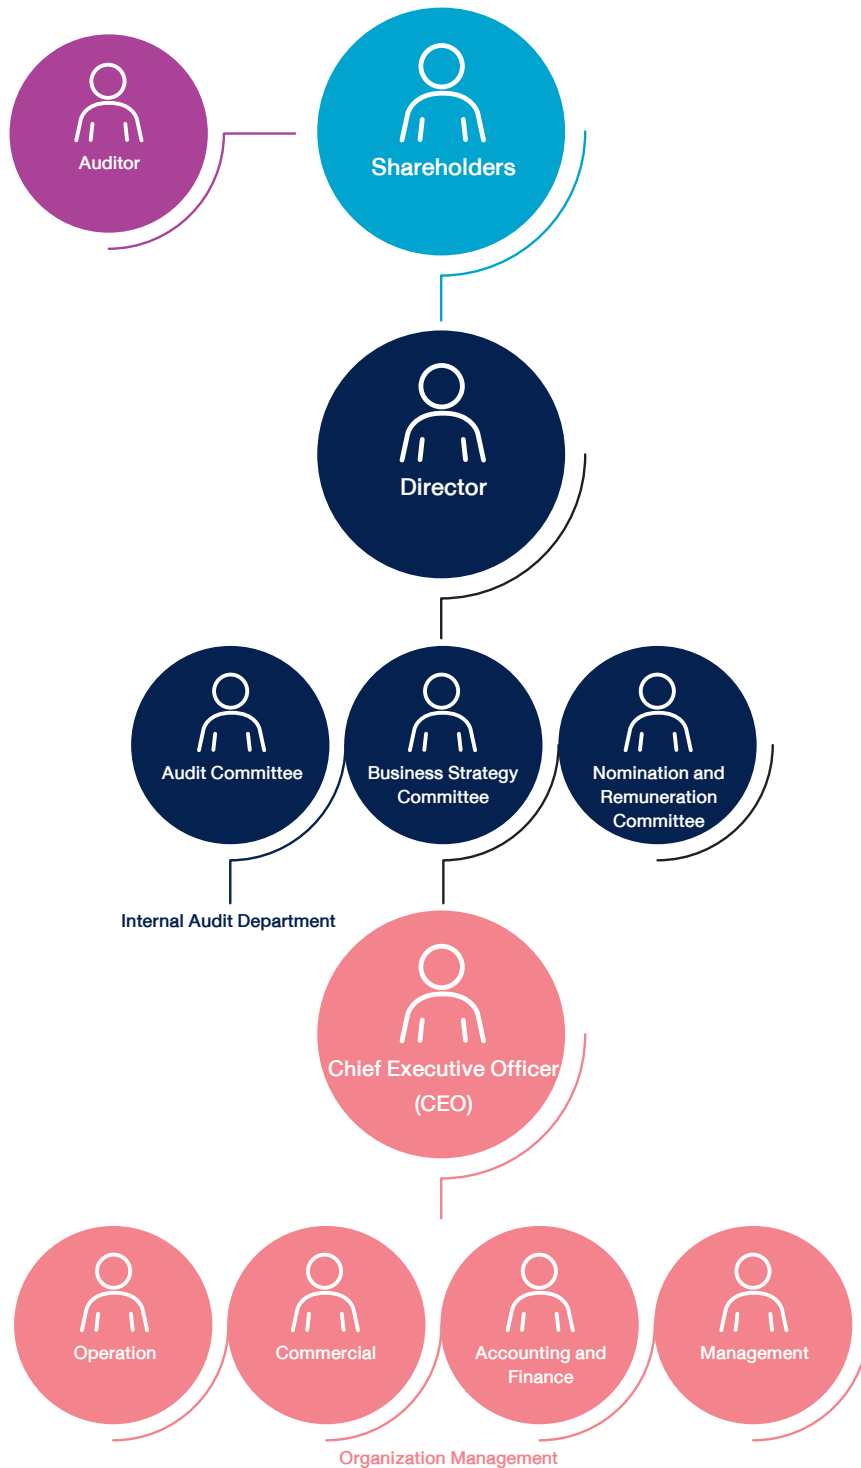 Auditor
Shareholders
Director
Audit Committee
Business Strategy
Committee
Nomination and
Remuneration
Committee
Internal Audit Department
Chief Executive Officer
(CEO)
Operation
Commercial
Accounting and
Finance
Management
Organization Management